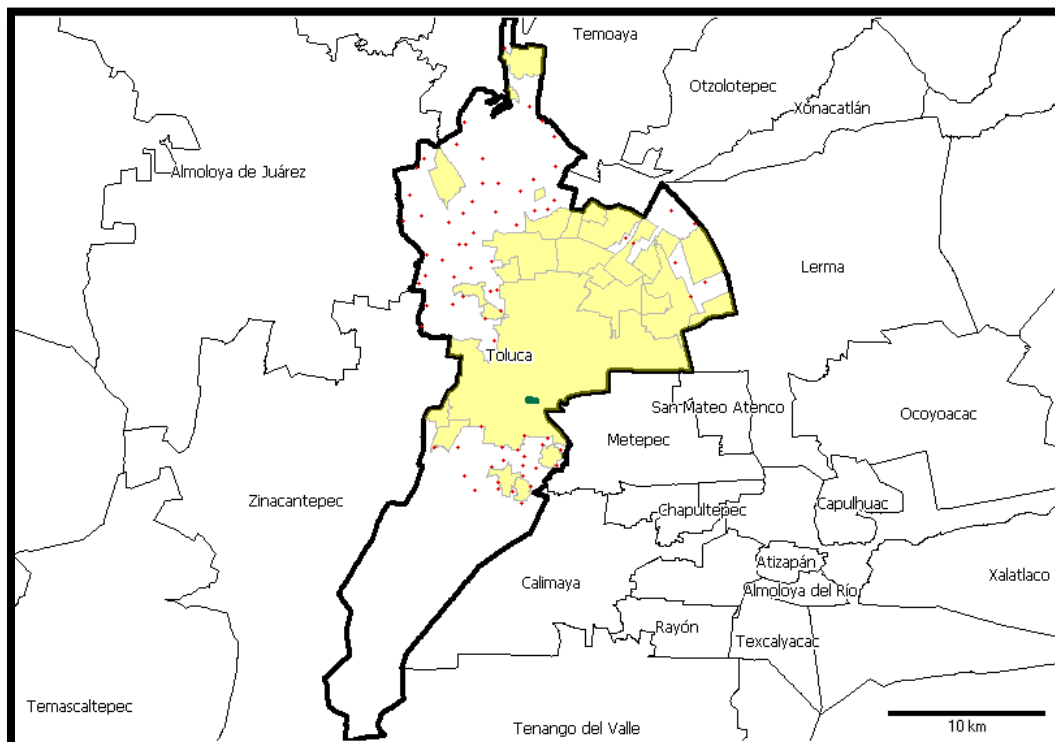 Temoaya
Otzolotepec
Xonacatlán
Almoloya de Juárez
Lerma
Toluca
San Mateo Atenco
Ocoyoacac
Metepec
Zinacantepec
Chapultepec
Capulhuac
Atizapán
Xalatlaco
Calimaya
Almoloya del Río
Rayón
Texcalyacac
Temascaltepec
Tenango del Valle
10 km